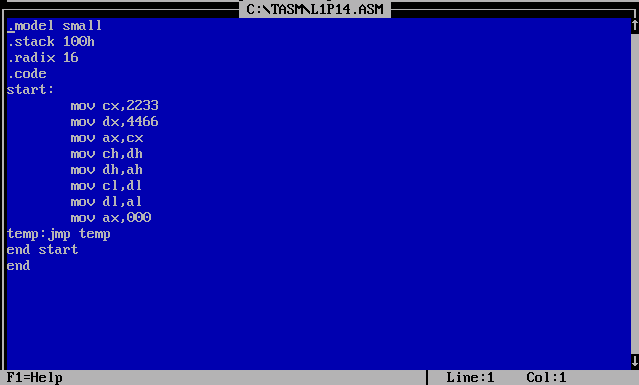 C:\TASM\L1P14.ASM
.model small
.stack 100h
.radix 16
.code
start:
mov cx,2233
mov dx,4466
mov ax,cx
mov ch,dh
mov dh,ah
mov cl,dl
mov dl,al
mov ax,000
temp:jmp temp
end start
end
F1=Help Line:1 Col:1